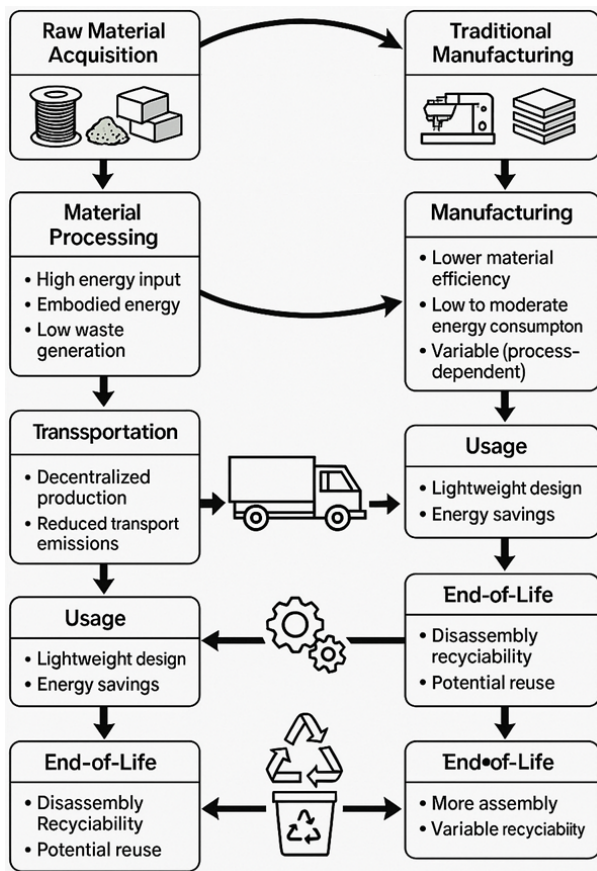 Raw Material
Acquisition
Traditional
Manufacturing
Material
Processing
• High energy input
• Embodied energy
• Low waste
generation
Manufacturing
• Lower material
efficiency
• Low to moderate
energy consumpton
• Variable (process-
dependent)
Transsportation
• Decentralized
production
• Reduced transport
emissions
Usage
• Lightweight design
• Energy savings
Usage
• Lightweight design
• Energy savings
End-of-Life
• Disassembly
recyciability
• Potential reuse
End-of-Life
• Disassembly
Recyciability
• Potential reuse
End•of-Life
• More assembly
• Variable recyciabiity